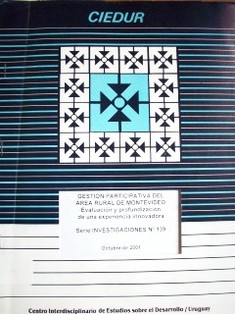 CIEDUR
GESTION PARTICIPATIVA DEL
AREA RURAL DE MONTEVIDEO
Evaluación y profundización
de una experiencia innovadora
Serie INVESTIGACIONES N° 139
Octubre de 2001
Centro Interdisciplinario de Estudios sobre el Desarrollo / Uruguay